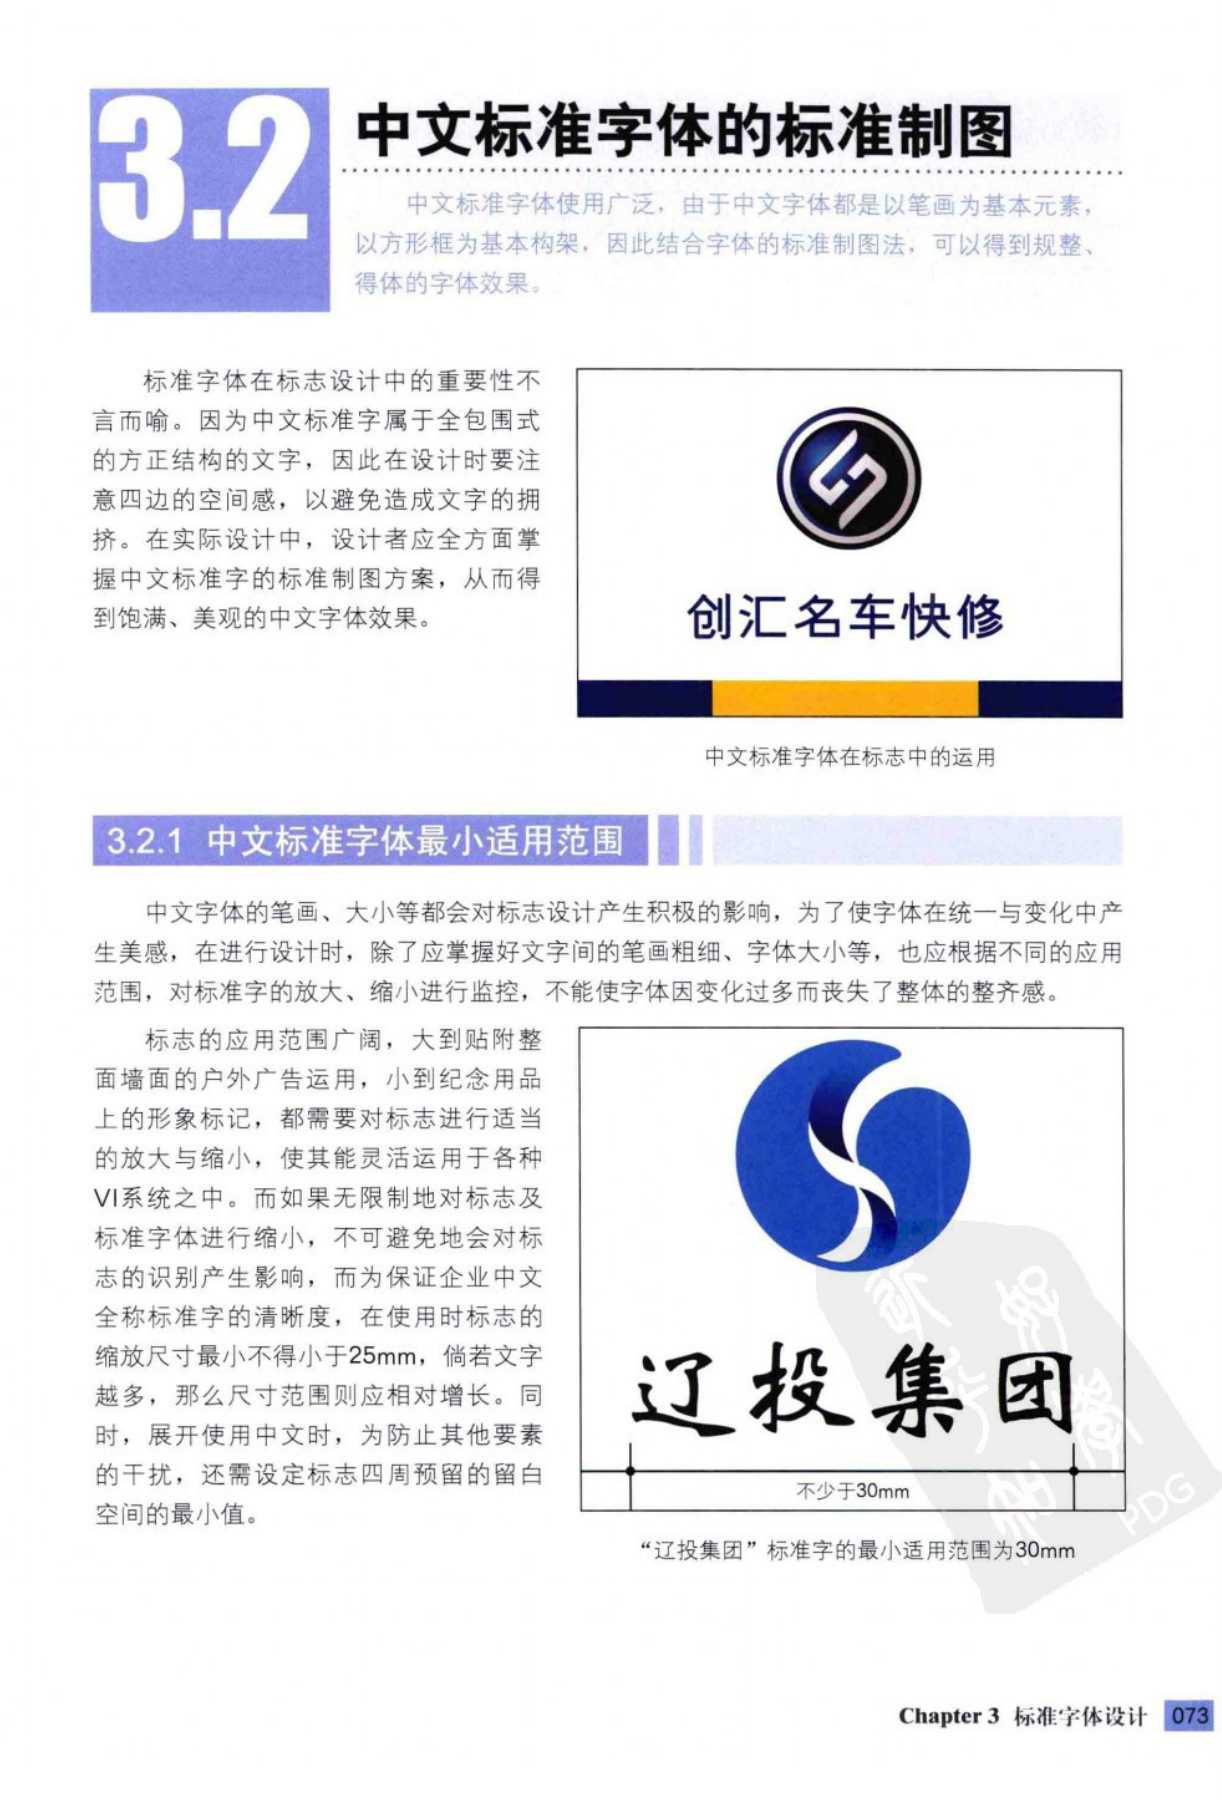 3.2
中文标准字体的标准制图
中文标准字体使用广泛，由于中文字体都是以笔画为基本元素，
以方形框为基本构架，因此结合字体的标准制图法，可以得到规整、
得体的字体效果。
标准字体在标志设计中的重要性不
言而喻。因为中文标准字属于全包围式
的方正结构的文字，因此在设计时要注
意四边的空间感，以避免造成文字的拥
挤。在实际设计中，设计者应全方面掌
握中文标准字的标准制图方案，从而得
到饱满、美观的中文字体效果。
创汇名车快修
中文标准字体在标志中的运用
3.2.1 中文标准字体最小适用范围
中文字体的笔画、大小等都会对标志设计产生积极的影响，为了使字体在统一与变化中产
生美感，在进行设计时，除了应掌握好文字间的笔画粗细、字体大小等，也应根据不同的应用
范围，对标准字的放大、缩小进行监控，不能使字体因变化过多而丧失了整体的整齐感。
标志的应用范围广阔，大到贴附整
面墙面的户外广告运用，小到纪念用品
上的形象标记，都需要对标志进行适当
的放大与缩小，使其能灵活运用于各种
VI系统之中。而如果无限制地对标志及
标准字体进行缩小，不可避免地会对标
志的识别产生影响，而为保证企业中文
全称标准字的清晰度，在使用时标志的
缩放尺寸最小不得小于25mm，倘若文字
越多，那么尺寸范围则应相对增长。同
时，展开使用中文时，为防止其他要素
的干扰，还需设定标志四周预留的留白
空间的最小值。
辽投集团
不少于30mm
“辽投集团”标准字的最小适用范围为30mm
PDG
Chapter 3 标准字体设计 073